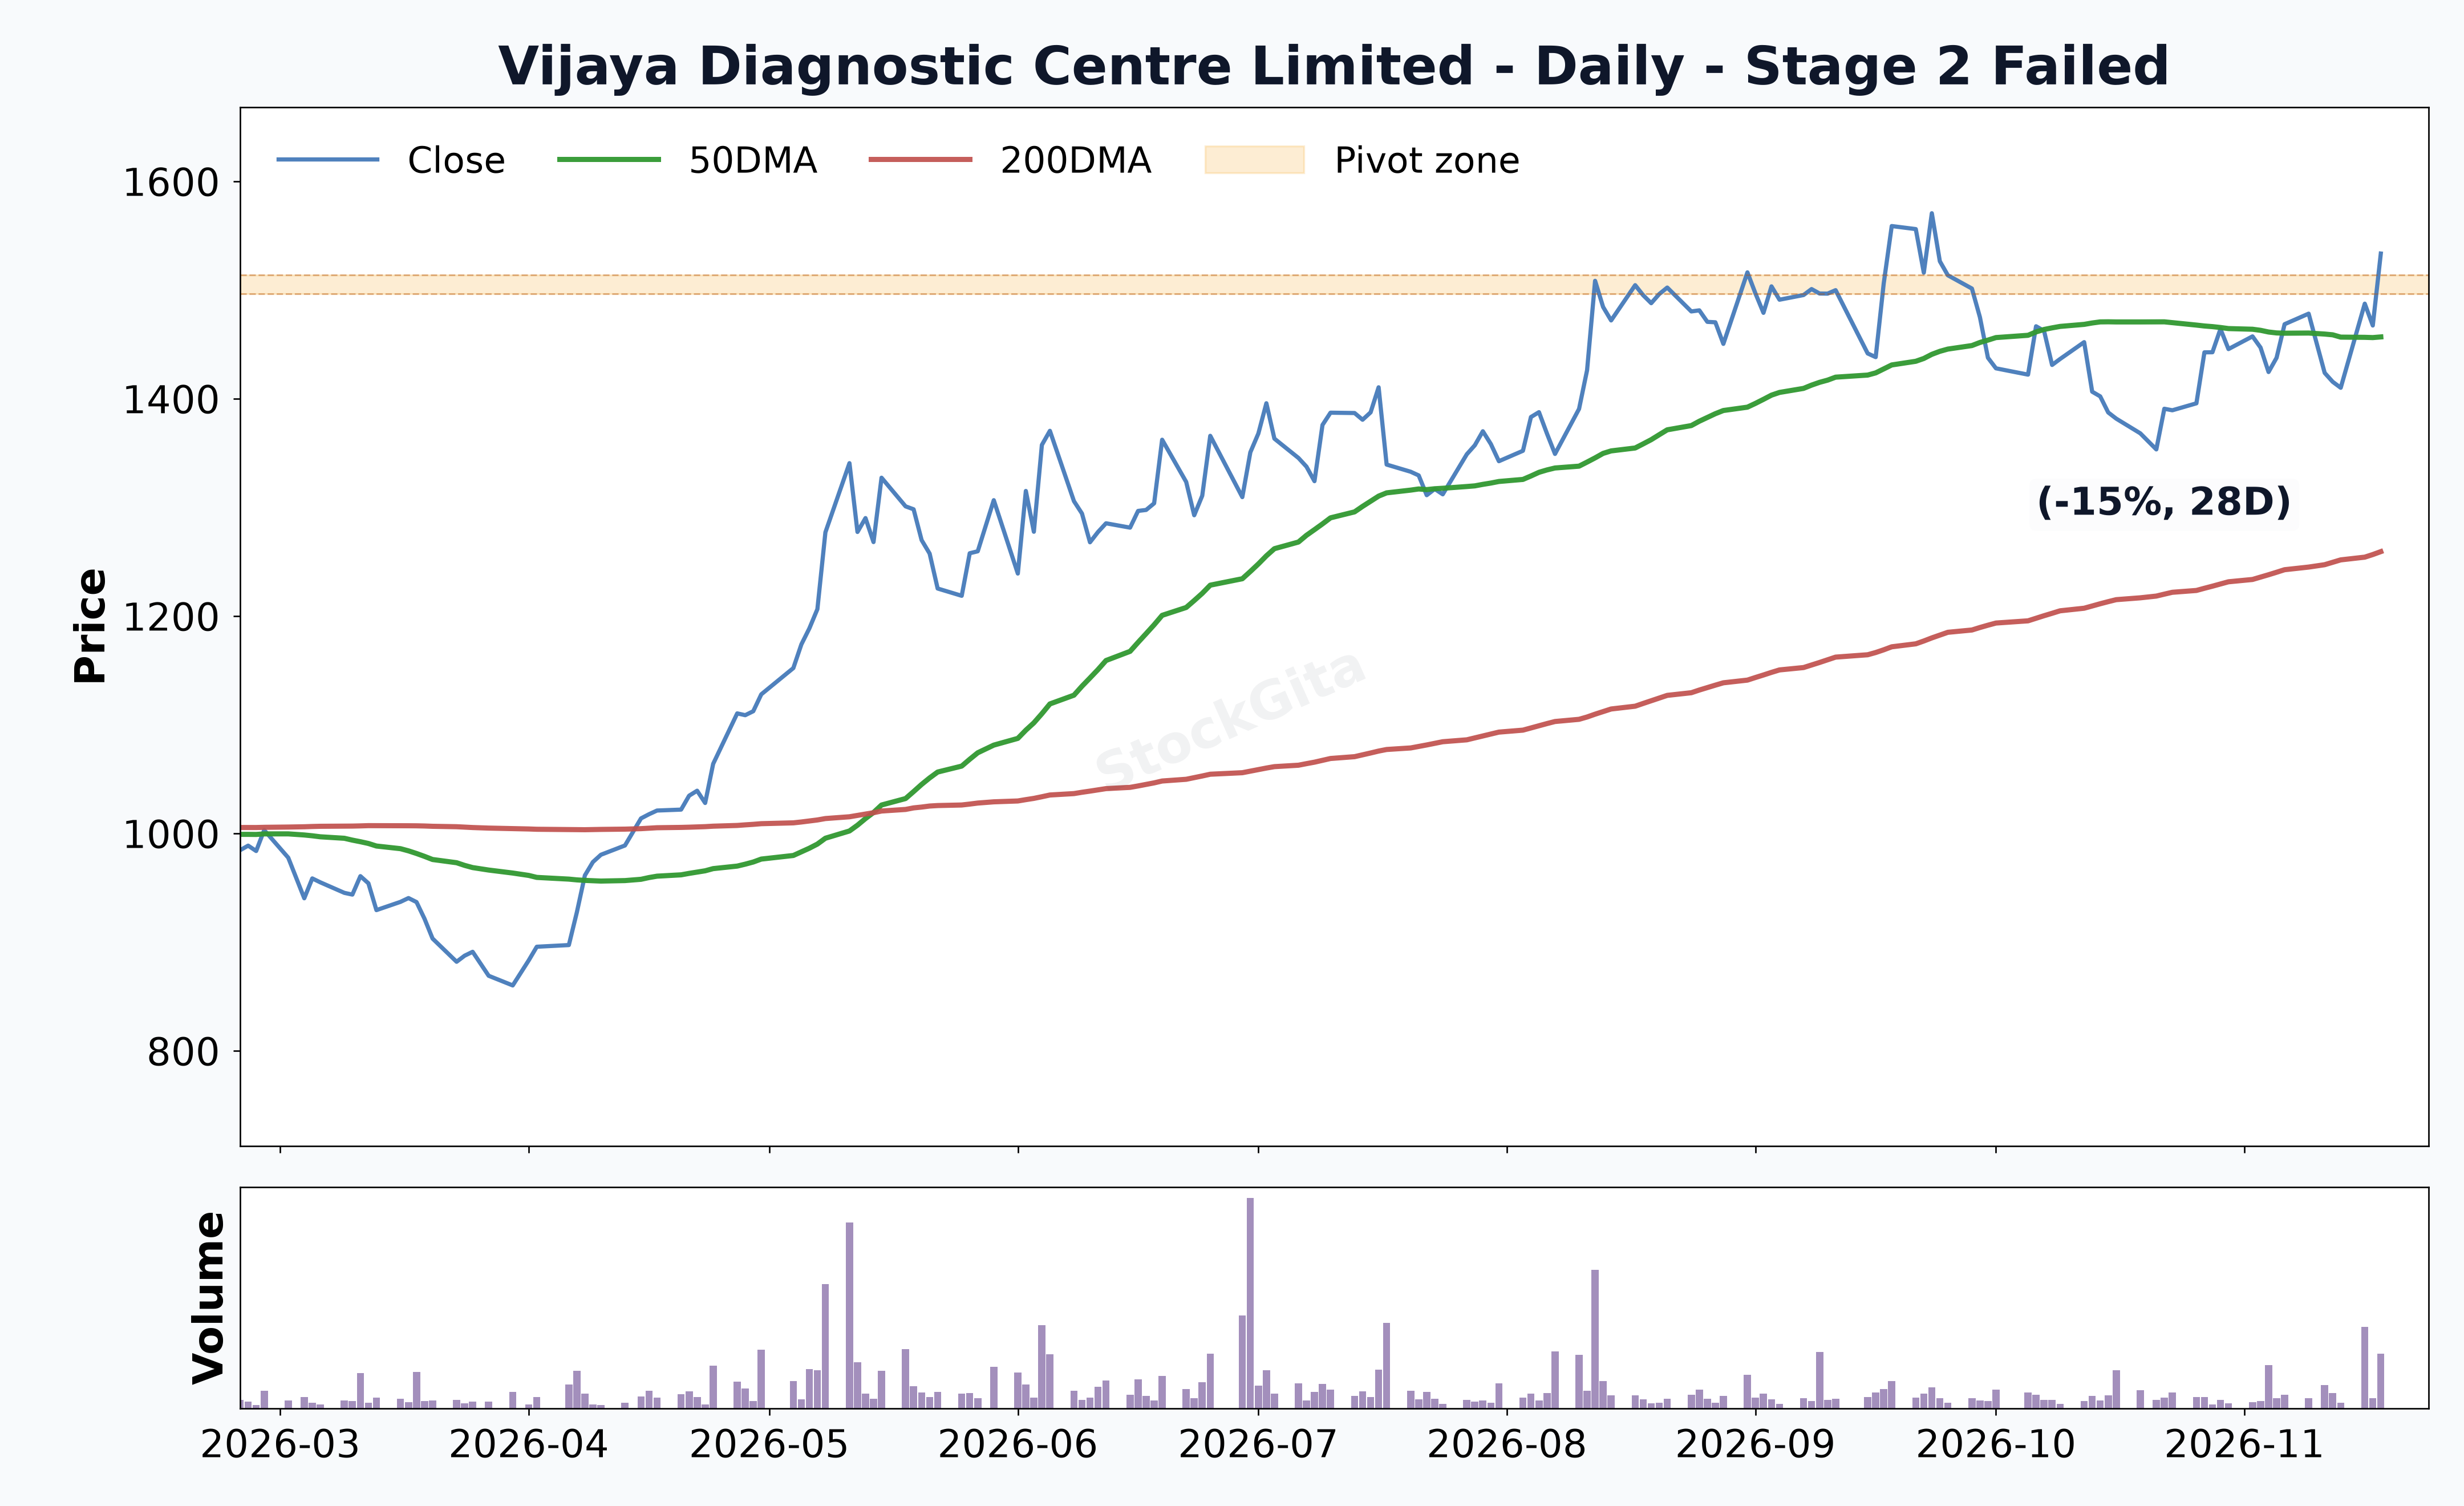 Vijaya Diagnostic Centre Limited - Daily - Stage 2 Failed
Close 50DMA 200DMA Pivot zone
1600
1400
1200
1000
800
Price
(-15%, 28D)
StockGita
Volume
2026-03 2026-04 2026-05 2026-06 2026-07 2026-08 2026-09 2026-10 2026-11